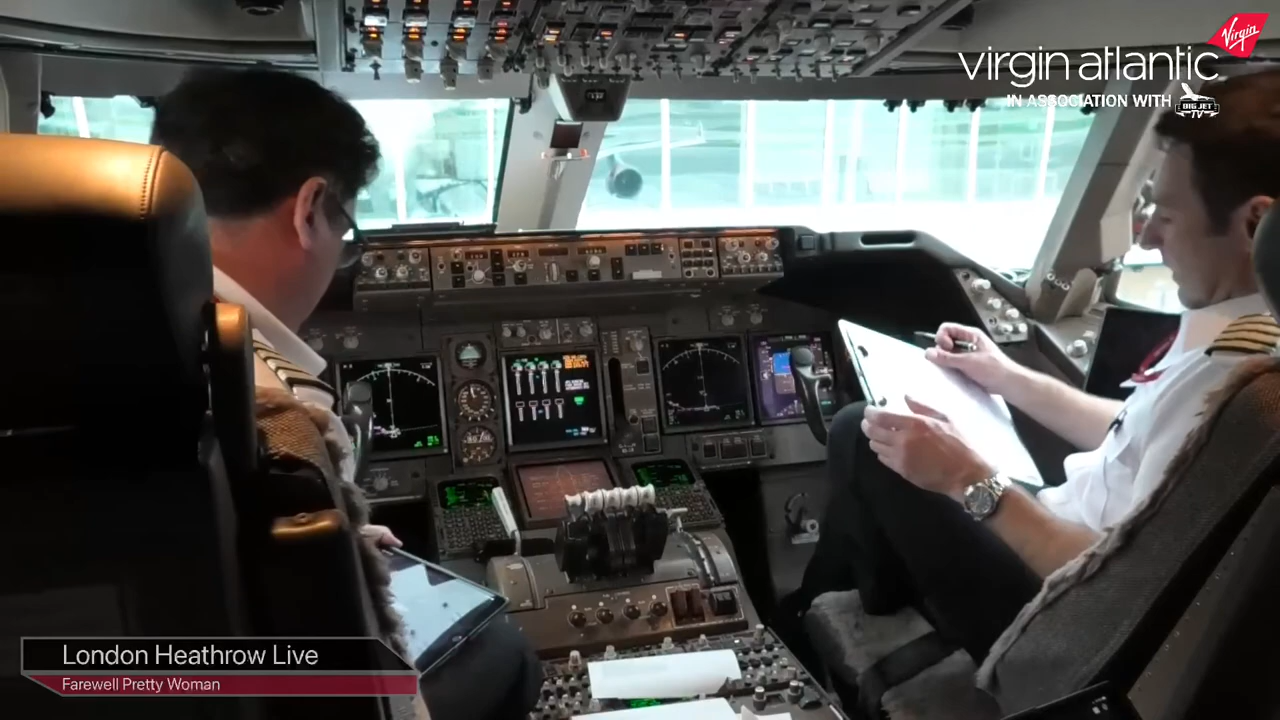 Virgin
virgin atlantic
IN ASSOCIATION WITH
BIG JET
TV
London Heathrow Live
Farewell Pretty Woman